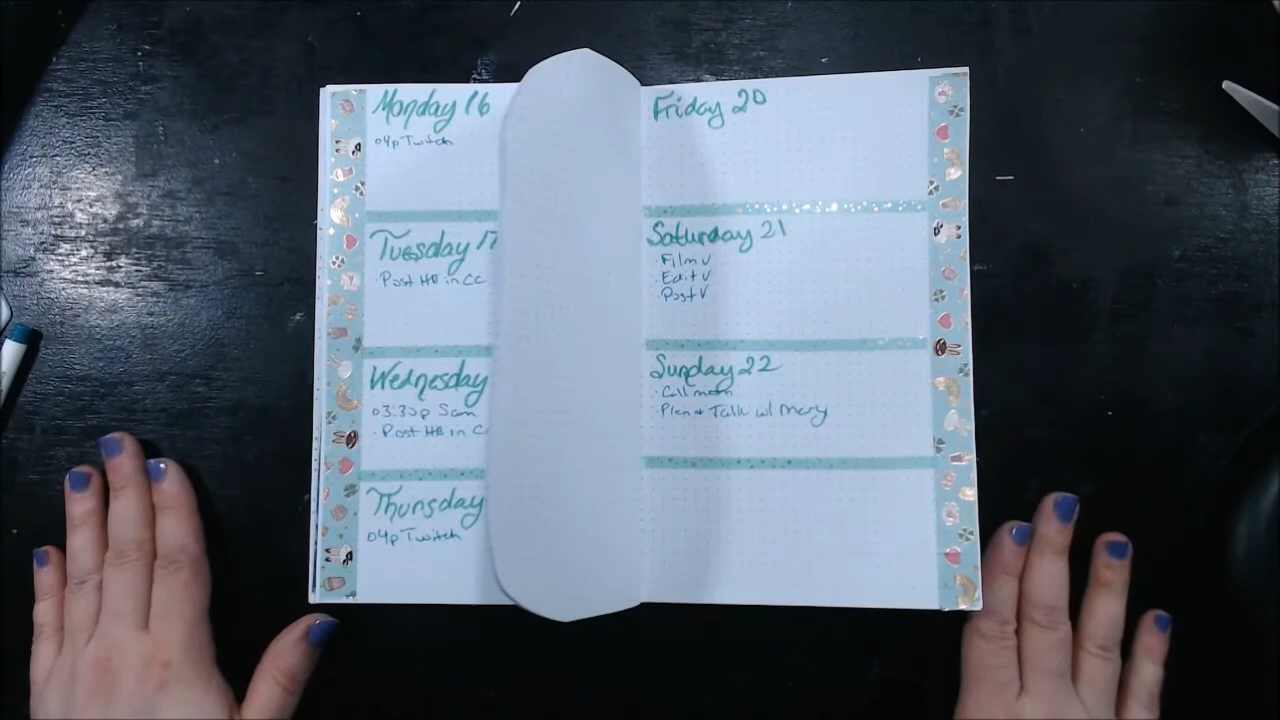 Monday 16
04p Twitch
Tuesday 17
· Post HB in CC
Wednesday
03:30p Sam
· Post HB in C
Thursday
04p Twitch
Friday 20
Saturday 21
· Film V
· Edit V
· Post V
Sunday 22
· Call mom
· Plan + Talk w/ Mary